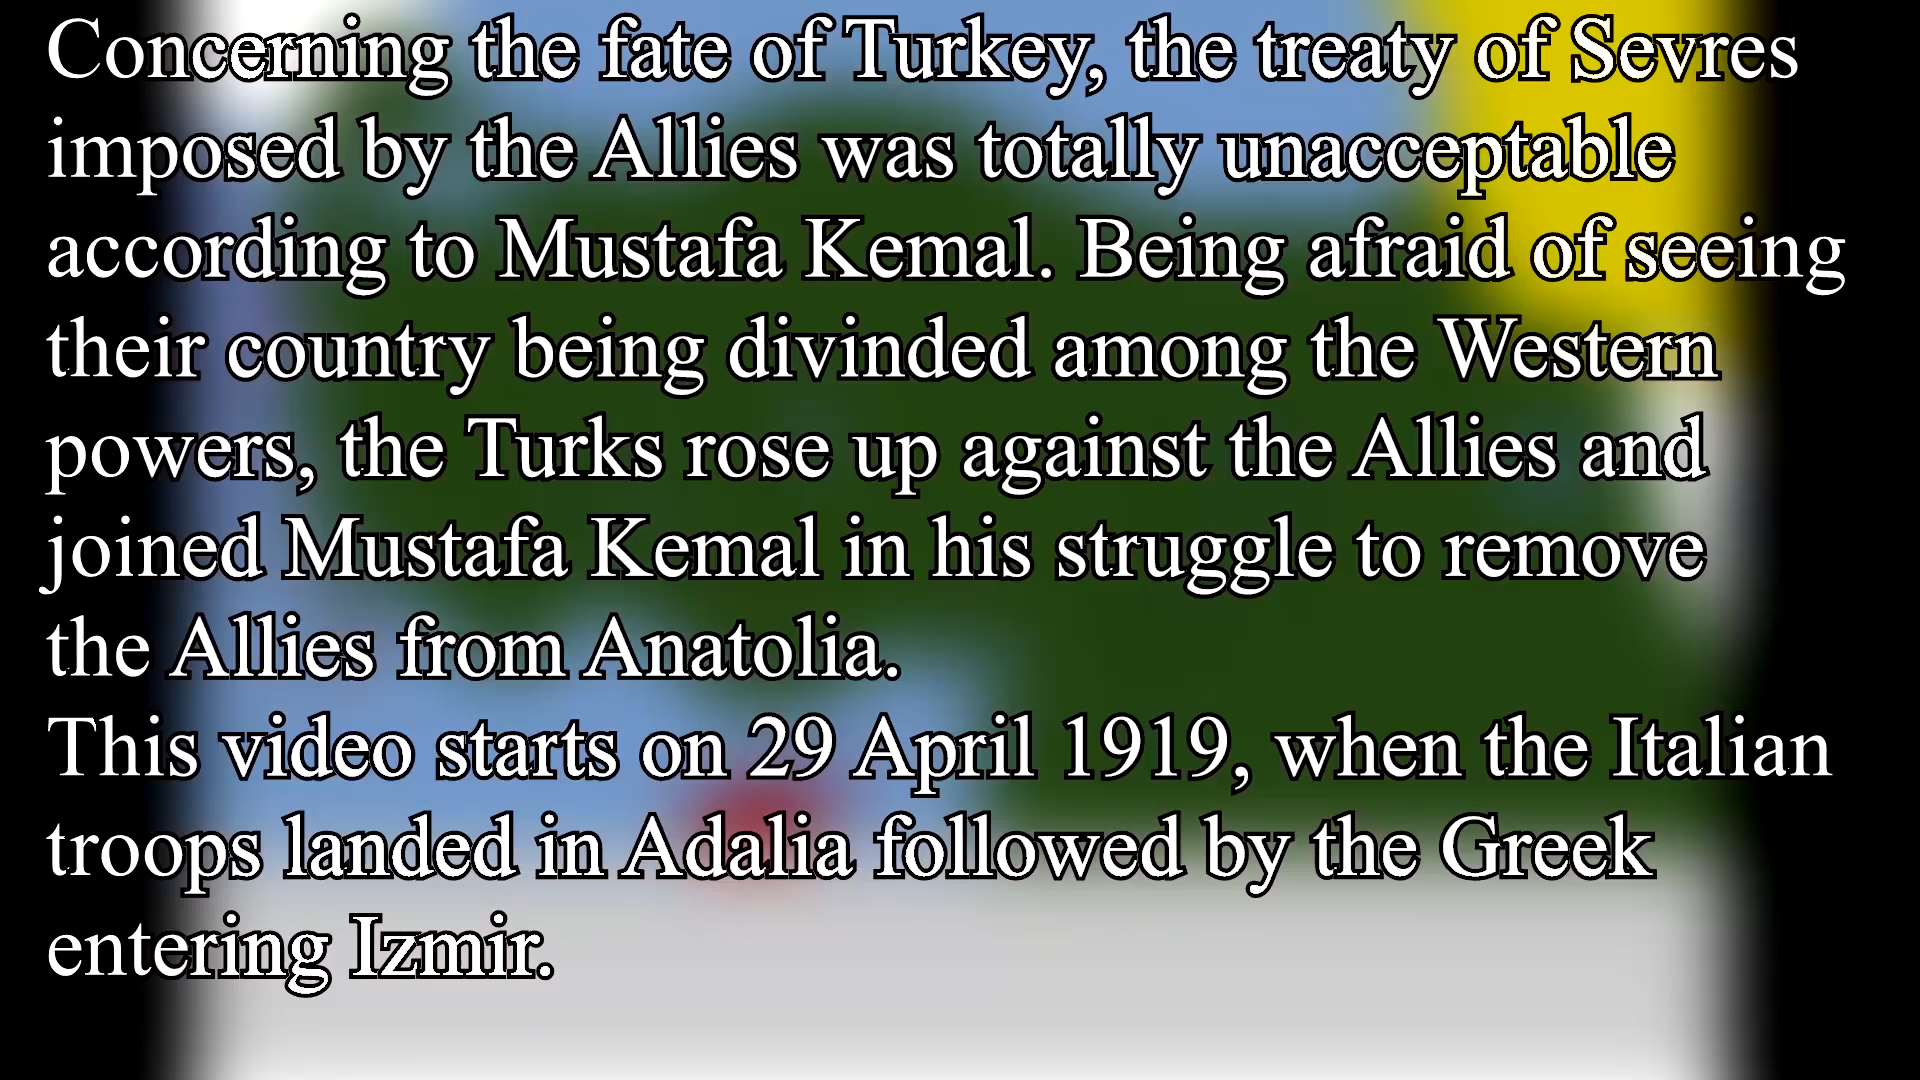 Concerning the fate of Turkey, the treaty of Sevres
imposed by the Allies was totally unacceptable
according to Mustafa Kemal. Being afraid of seeing
their country being divinded among the Western
powers, the Turks rose up against the Allies and
joined Mustafa Kemal in his struggle to remove
the Allies from Anatolia.
This video starts on 29 April 1919, when the Italian
troops landed in Adalia followed by the Greek
entering Izmir.